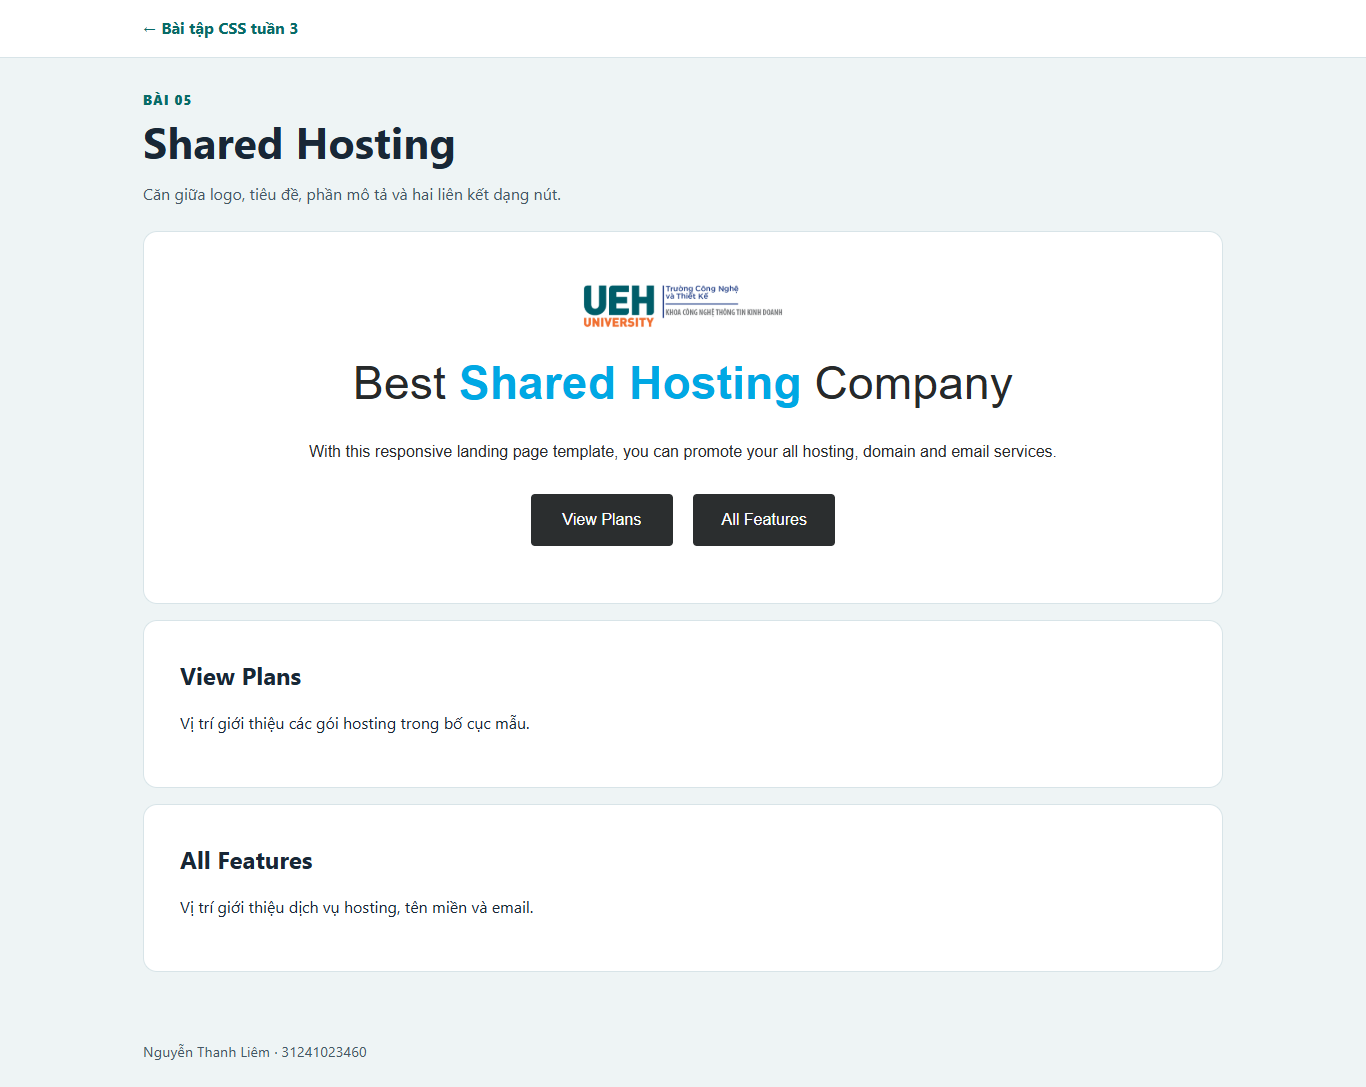 ← Bài tập CSS tuần 3
BÀI 05
Shared Hosting
Căn giữa logo, tiêu đề, phần mô tả và hai liên kết dạng nút.
UEH
UNIVERSITY
Trường Công Nghệ
và Thiết Kế
KHOA CÔNG NGHỆ THÔNG TIN KINH DOANH
Best Shared Hosting Company
With this responsive landing page template, you can promote your all hosting, domain and email services.
View Plans
All Features
View Plans
Vị trí giới thiệu các gói hosting trong bố cục mẫu.
All Features
Vị trí giới thiệu dịch vụ hosting, tên miền và email.
Nguyễn Thanh Liêm · 31241023460